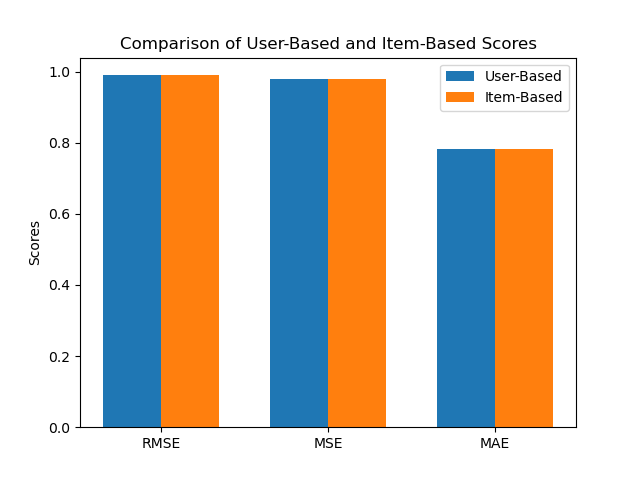 Comparison of User-Based and Item-Based Scores
User-Based
Item-Based
Scores
1.0
0.8
0.6
0.4
0.2
0.0
RMSE
MSE
MAE